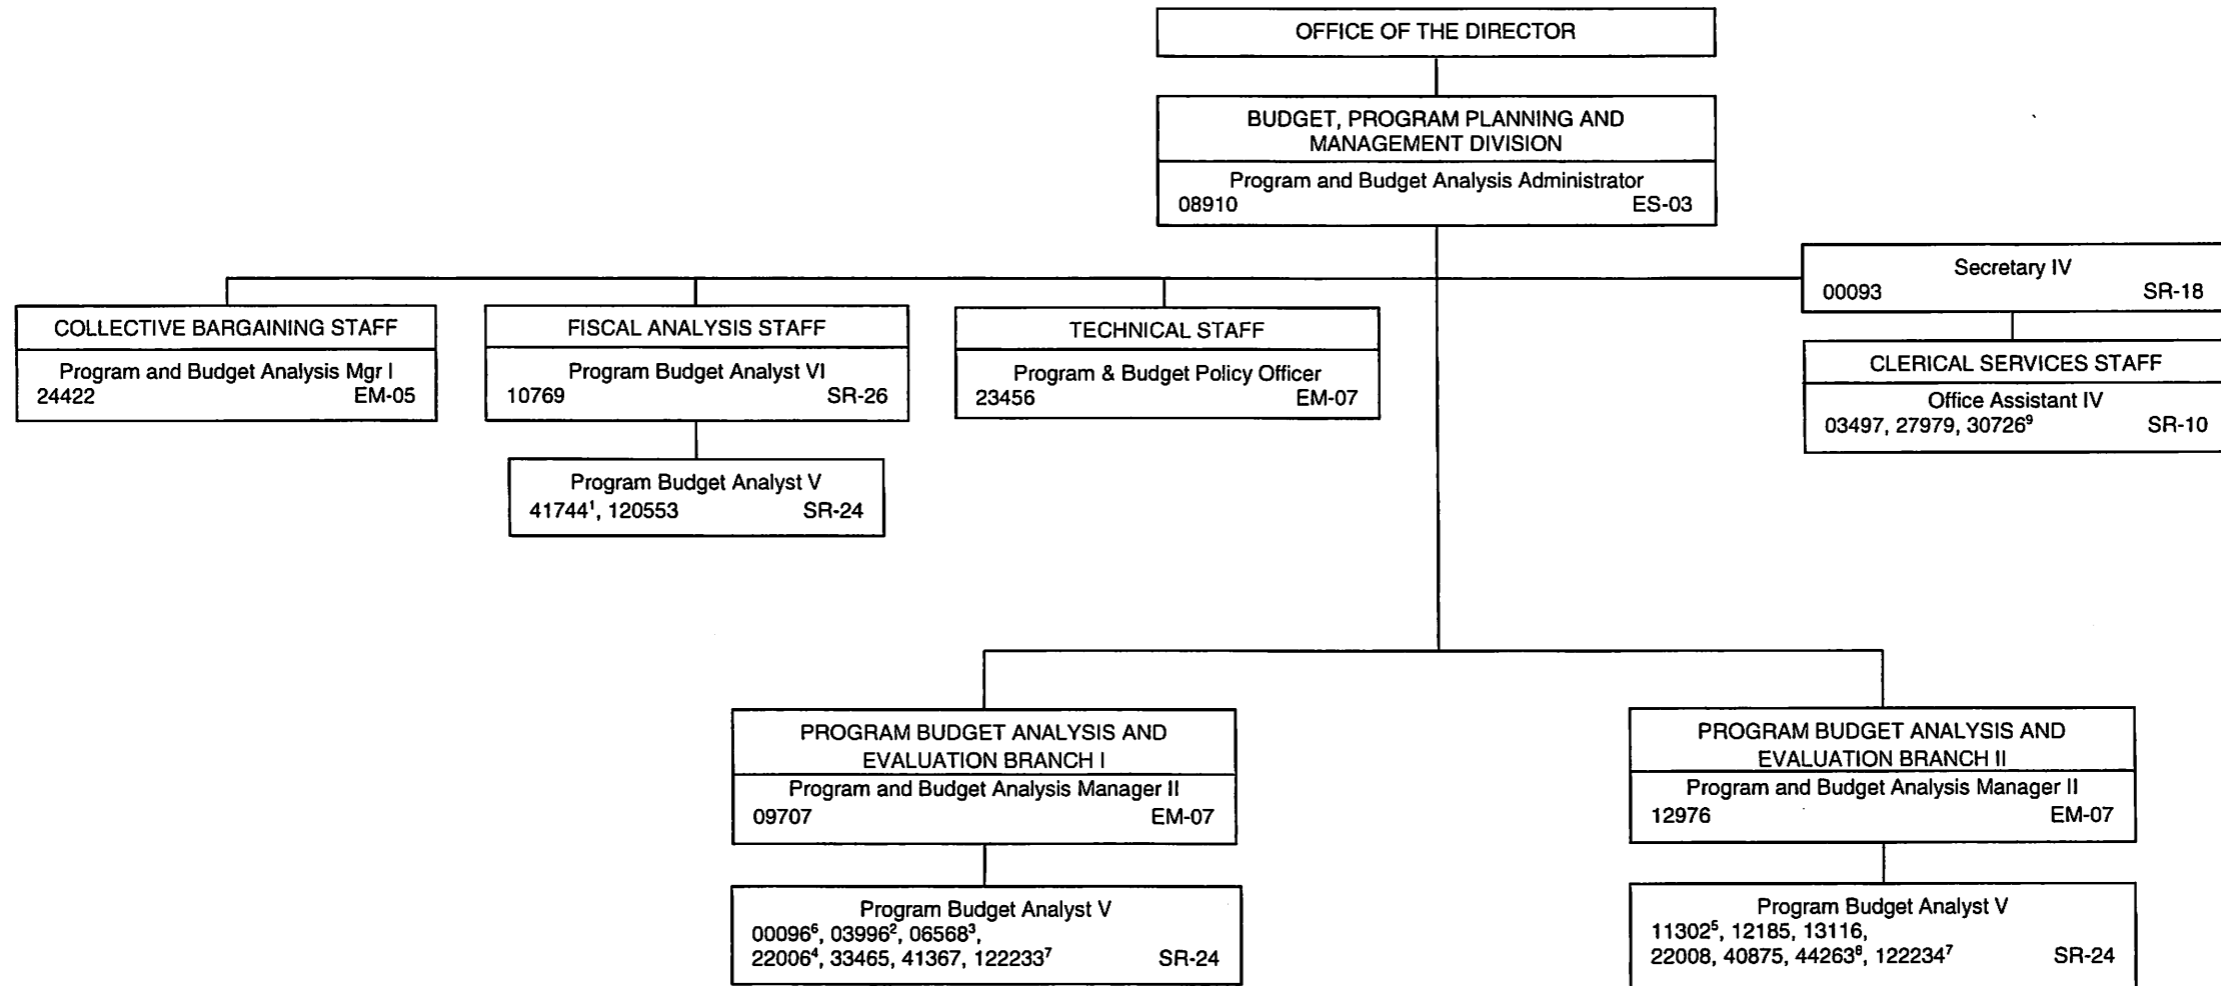 OFFICE OF THE DIRECTOR
BUDGET, PROGRAM PLANNING AND
MANAGEMENT DIVISION
Program and Budget Analysis Administrator
08910 ES-03
Secretary IV
00093 SR-18
COLLECTIVE BARGAINING STAFF
Program and Budget Analysis Mgr I
24422 EM-05
FISCAL ANALYSIS STAFF
Program Budget Analyst VI
10769 SR-26
TECHNICAL STAFF
Program & Budget Policy Officer
23456 EM-07
CLERICAL SERVICES STAFF
Office Assistant IV
03497, 27979, 30726⁹ SR-10
Program Budget Analyst V
41744¹, 120553 SR-24
PROGRAM BUDGET ANALYSIS AND
EVALUATION BRANCH I
Program and Budget Analysis Manager II
09707 EM-07
PROGRAM BUDGET ANALYSIS AND
EVALUATION BRANCH II
Program and Budget Analysis Manager II
12976 EM-07
Program Budget Analyst V
00096⁶, 03996², 06568³,
22006⁴, 33465, 41367, 122233⁷ SR-24
Program Budget Analyst V
11302⁵, 12185, 13116,
22008, 40875, 44263⁸, 122234⁷ SR-24